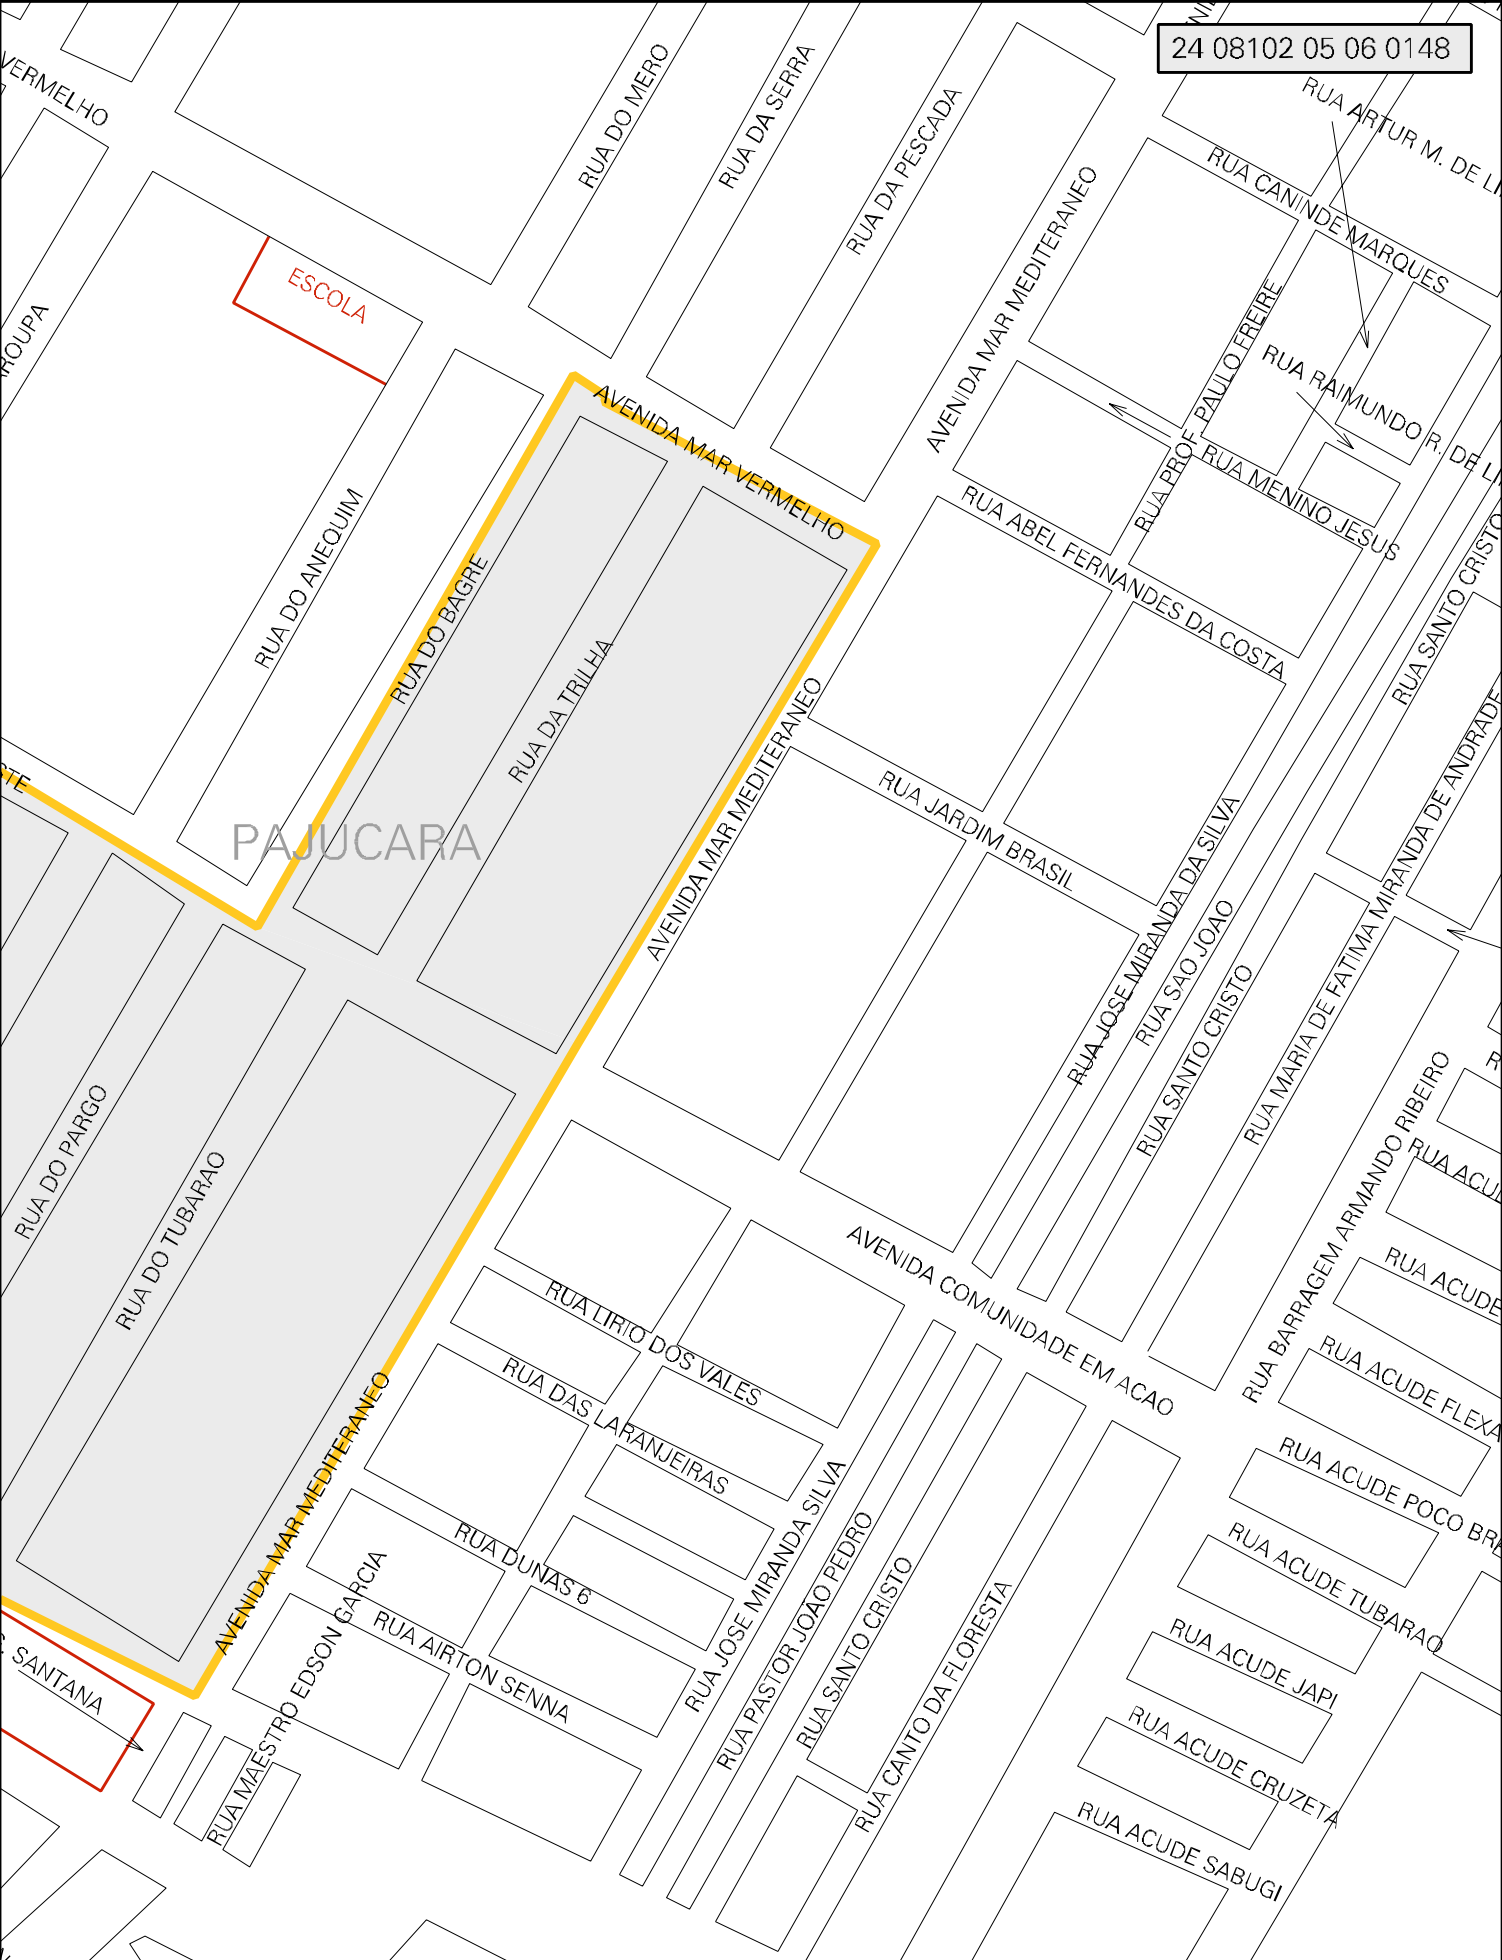 24 08102 05 06 0148
VERMELHO
RUA DO MERO
RUA DA SERRA
RUA DA PESCADA
RUA ARTUR M. DE LI
RUA CANINDE MARQUES
AVENIDA MAR MEDITERANEO
ESCOLA
ROUPA
RUA PROF. PAULO FREIRE
RUA RAIMUNDO R. DE LI
AVENIDA MAR VERMELHO
RUA MENINO JESUS
RUA ABEL FERNANDES DA COSTA
RUA SANTO CRISTO
RUA DO ANEQUIM
RUA DO BAGRE
RUA DA TRILHA
AVENIDA MAR MEDITERANEO
RUA JARDIM BRASIL
RUA MARIA DE FATIMA MIRANDA DE ANDRADE
STE
PAJUCARA
RUA JOSE MIRANDA DA SILVA
RUA SAO JOAO
RUA SANTO CRISTO
RUA BARRAGEM ARMANDO RIBEIRO
RUA DO PARGO
RUA DO TUBARAO
RUA ACUD
AVENIDA COMUNIDADE EM ACAO
RUA ACUDE
RUA LIRIO DOS VALES
RUA ACUDE FLEXA
RUA DAS LARANJEIRAS
AVENIDA MAR MEDITERANEO
RUA ACUDE POCO BRE
RUA JOSE MIRANDA SILVA
RUA DUNAS 6
RUA PASTOR JOAO PEDRO
RUA SANTO CRISTO
RUA CANTO DA FLORESTA
RUA ACUDE TUBARAO
RUA MAESTRO EDSON GARCIA
RUA AIRTON SENNA
RUA ACUDE JAPI
SANTANA
RUA ACUDE CRUZETA
RUA ACUDE SABUGI